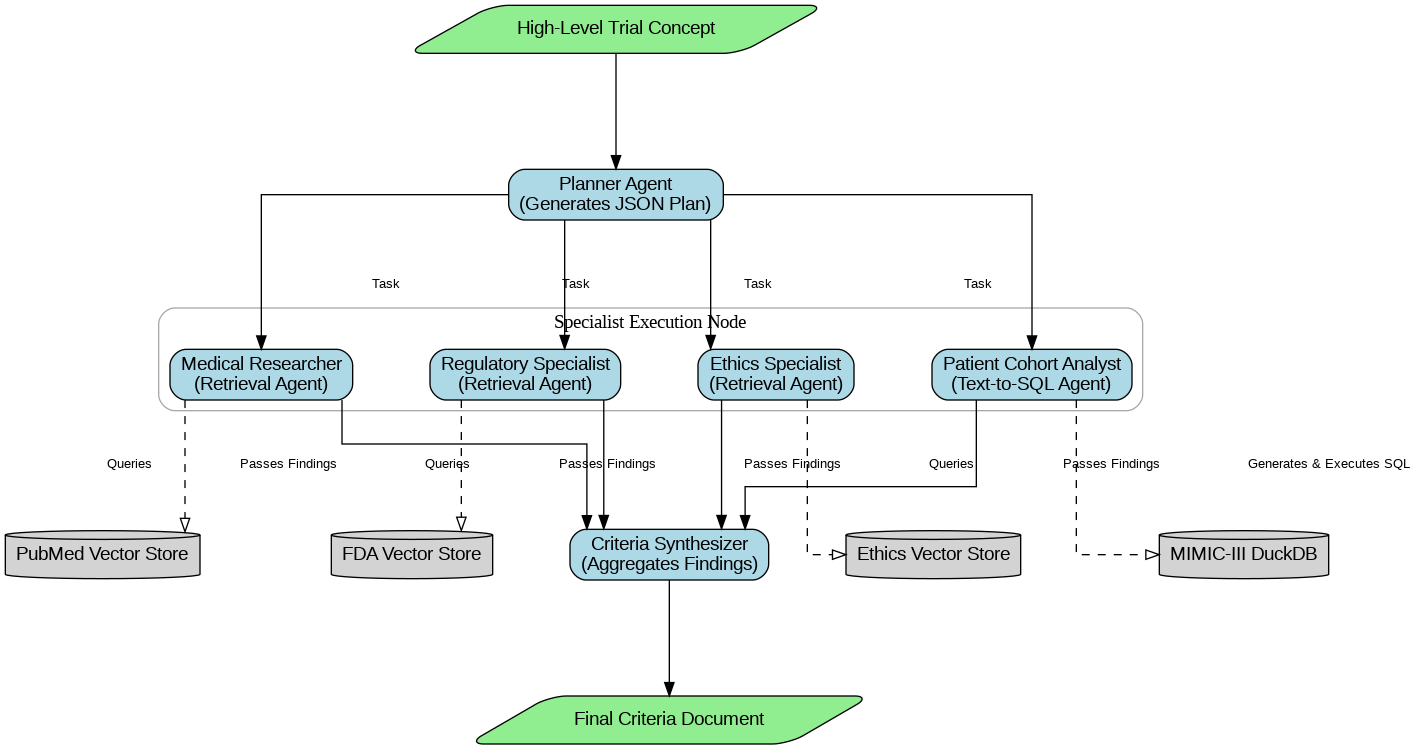 High-Level Trial Concept
Planner Agent
(Generates JSON Plan)
Task
Task
Task
Task
Specialist Execution Node
Medical Researcher
(Retrieval Agent)
Regulatory Specialist
(Retrieval Agent)
Ethics Specialist
(Retrieval Agent)
Patient Cohort Analyst
(Text-to-SQL Agent)
Queries
Passes Findings
Queries
Passes Findings
Passes Findings
Queries
Passes Findings
Generates & Executes SQL
PubMed Vector Store
FDA Vector Store
Criteria Synthesizer
(Aggregates Findings)
Ethics Vector Store
MIMIC-III DuckDB
Final Criteria Document